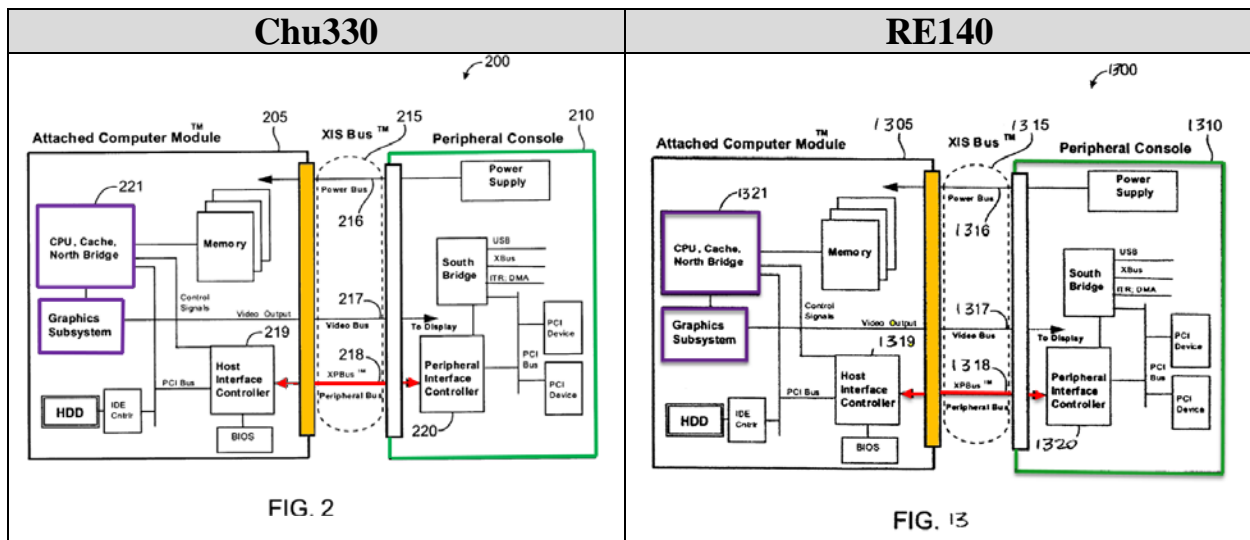 Chu330
200
Attached Computer Module™
205
XIS Bus™
215
Peripheral Console
210
221
CPU, Cache,
North Bridge
Memory
Power Bus
216
Power
Supply
South
Bridge
USB
XBus
ITR; DMA
Graphics
Subsystem
Control
Signals
Video Output
217
Video Bus
To Display
219
Host
Interface
Controller
PCI Bus
218
XPBus™
Peripheral Bus
Peripheral
Interface
Controller
220
PCI
Bus
PCI
Device
PCI
Device
HDD
IDE
Cntrlr
BIOS
FIG. 2
RE140
1300
Attached Computer Module™
1305
XIS Bus™
1315
Peripheral Console
1310
1321
CPU, Cache,
North Bridge
Memory
Power Bus
1316
Power
Supply
South
Bridge
USB
XBus
ITR; DMA
Graphics
Subsystem
Control
Signals
Video Output
1317
Video Bus
To Display
1319
Host
Interface
Controller
PCI Bus
1318
XPBus™
Peripheral Bus
Peripheral
Interface
Controller
1320
PCI
Bus
PCI
Device
PCI
Device
HDD
IDE
Cntrlr
BIOS
FIG. 13